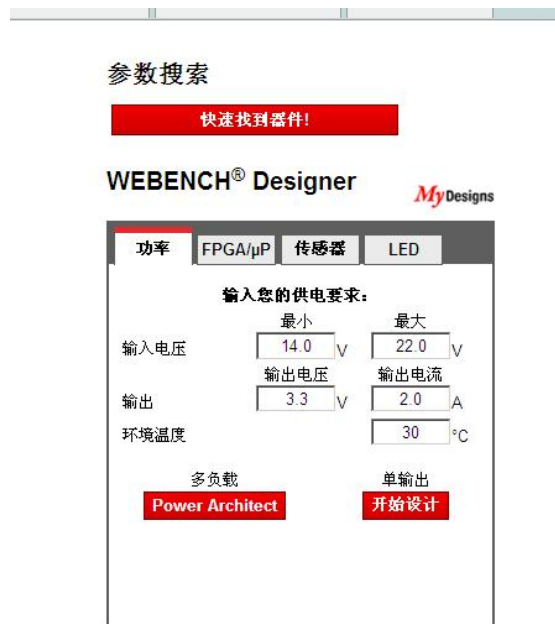 参数搜索
快速找到器件!
WEBENCH® Designer
MyDesigns
功率 FPGA/µP 传感器 LED
输入您的供电要求:
最小 最大
输入电压 14.0 V 22.0 V
输出电压 输出电流
输出 3.3 V 2.0 A
环境温度 30 °C
多负载 单输出
Power Architect 开始设计